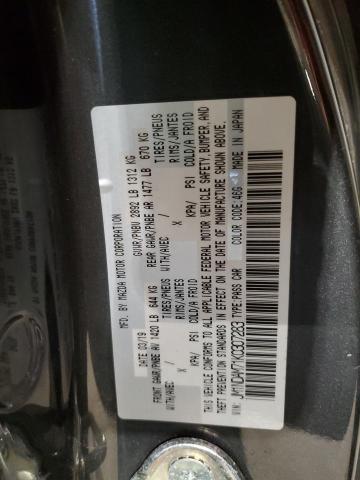 MFD. BY MAZDA MOTOR CORPORATION
DATE 03/19 GVWR/PNBV 2892 LB 1312 KG
FRONT GAWR/PNBE AV 1420 LB 644 KG REAR GAWR/PNBE AR 1477 LB 670 KG
WITH/AVEC / TIRES/PNEUS WITH/AVEC / TIRES/PNEUS
X RIMS/JANTES X RIMS/JANTES
KPA/ PSI COLD/A FROID KPA/ PSI COLD/A FROID
THIS VEHICLE CONFORMS TO ALL APPLICABLE FEDERAL MOTOR VEHICLE SAFETY, BUMPER, AND
THEFT PREVENTION STANDARDS IN EFFECT ON THE DATE OF MANUFACTURE SHOWN ABOVE.
VIN: TYPE:PASS CAR COLOR CODE:46G MADE IN JAPAN